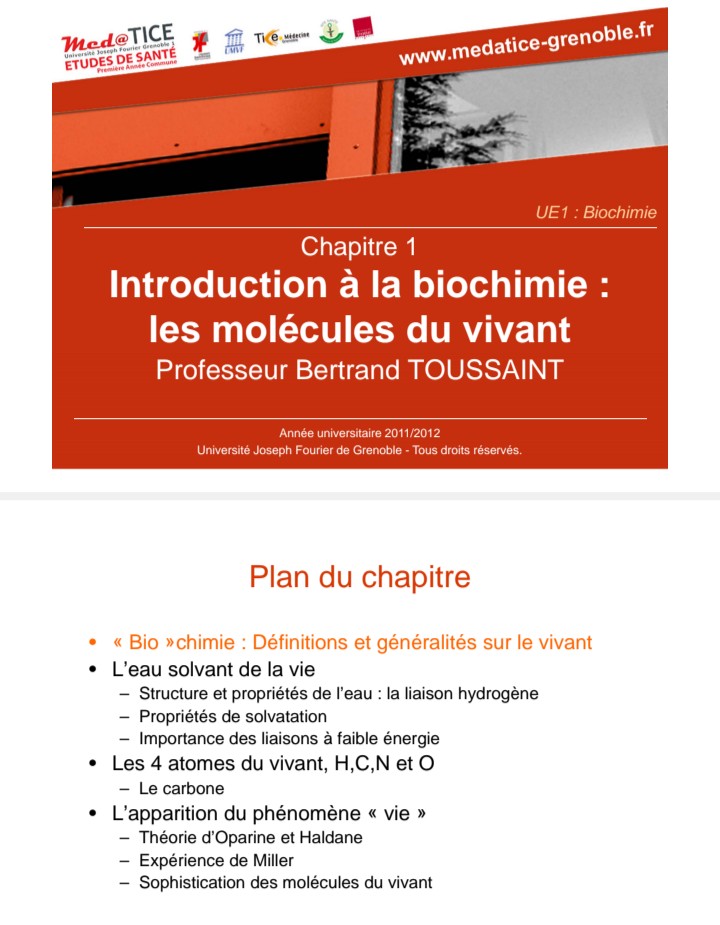 Med@TICE
Université Joseph Fourier Grenoble 1
ETUDES DE SANTÉ
Première Année Commune
UMVF
TICE Médecine
Grenoble
www.medatice-grenoble.fr
UE1 : Biochimie
Chapitre 1
Introduction à la biochimie :
les molécules du vivant
Professeur Bertrand TOUSSAINT
Année universitaire 2011/2012
Université Joseph Fourier de Grenoble - Tous droits réservés.
Plan du chapitre
• « Bio »chimie : Définitions et généralités sur le vivant
• L’eau solvant de la vie
– Structure et propriétés de l’eau : la liaison hydrogène
– Propriétés de solvatation
– Importance des liaisons à faible énergie
• Les 4 atomes du vivant, H,C,N et O
– Le carbone
• L’apparition du phénomène « vie »
– Théorie d’Oparine et Haldane
– Expérience de Miller
– Sophistication des molécules du vivant